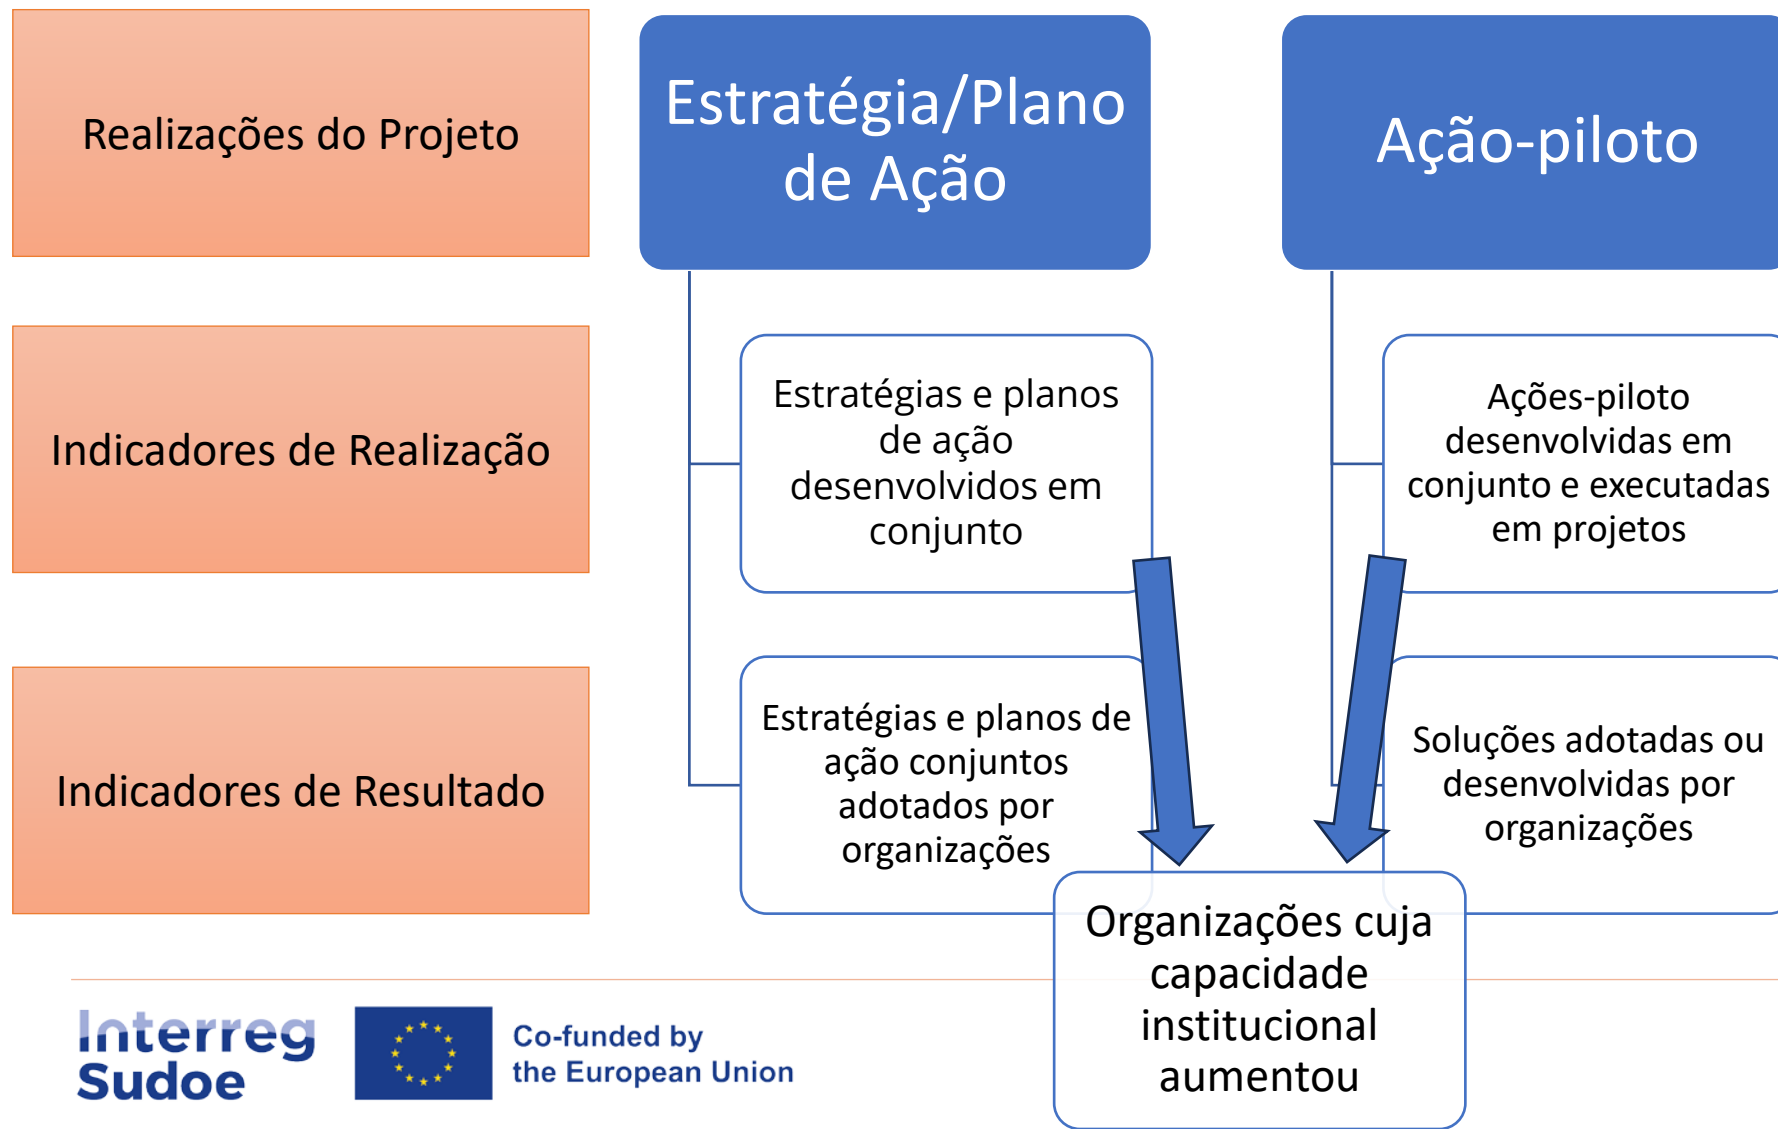 Realizações do Projeto
Estratégia/Plano
de Ação
Ação-piloto
Indicadores de Realização
Estratégias e planos
de ação
desenvolvidos em
conjunto
Ações-piloto
desenvolvidas em
conjunto e executadas
em projetos
Indicadores de Resultado
Estratégias e planos de
ação conjuntos
adotados por
organizações
Soluções adotadas ou
desenvolvidas por
organizações
Organizações cuja
capacidade
institucional
aumentou
Interreg
Sudoe
Co-funded by
the European Union